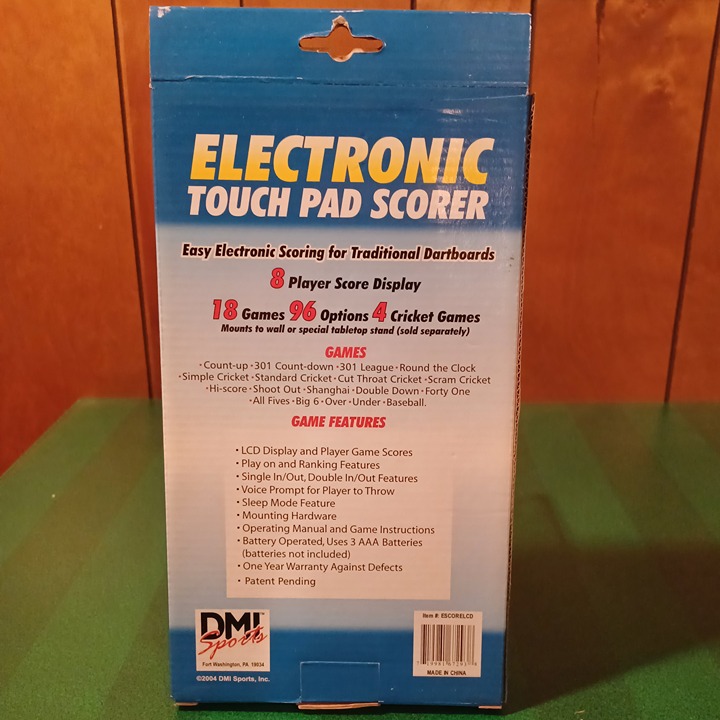 ELECTRONIC
TOUCH PAD SCORER
Easy Electronic Scoring for Traditional Dartboards
8 Player Score Display
18 Games 96 Options 4 Cricket Games
Mounts to wall or special tabletop stand (sold separately)
GAMES
•Count-up •301 Count-down •301 League •Round the Clock
•Simple Cricket •Standard Cricket •Cut Throat Cricket •Scram Cricket
•Hi-score •Shoot Out •Shanghai •Double Down •Forty One
•All Fives •Big 6 •Over •Under •Baseball.
GAME FEATURES
• LCD Display and Player Game Scores
• Play on and Ranking Features
• Single In/Out, Double In/Out Features
• Voice Prompt for Player to Throw
• Sleep Mode Feature
• Mounting Hardware
• Operating Manual and Game Instructions
• Battery Operated, Uses 3 AAA Batteries
(batteries not included)
• One Year Warranty Against Defects
• Patent Pending
DMI™
Sports
Fort Washington, PA. 19034
©2004 DMI Sports, Inc.
Item #: ESCORELCD
MADE IN CHINA